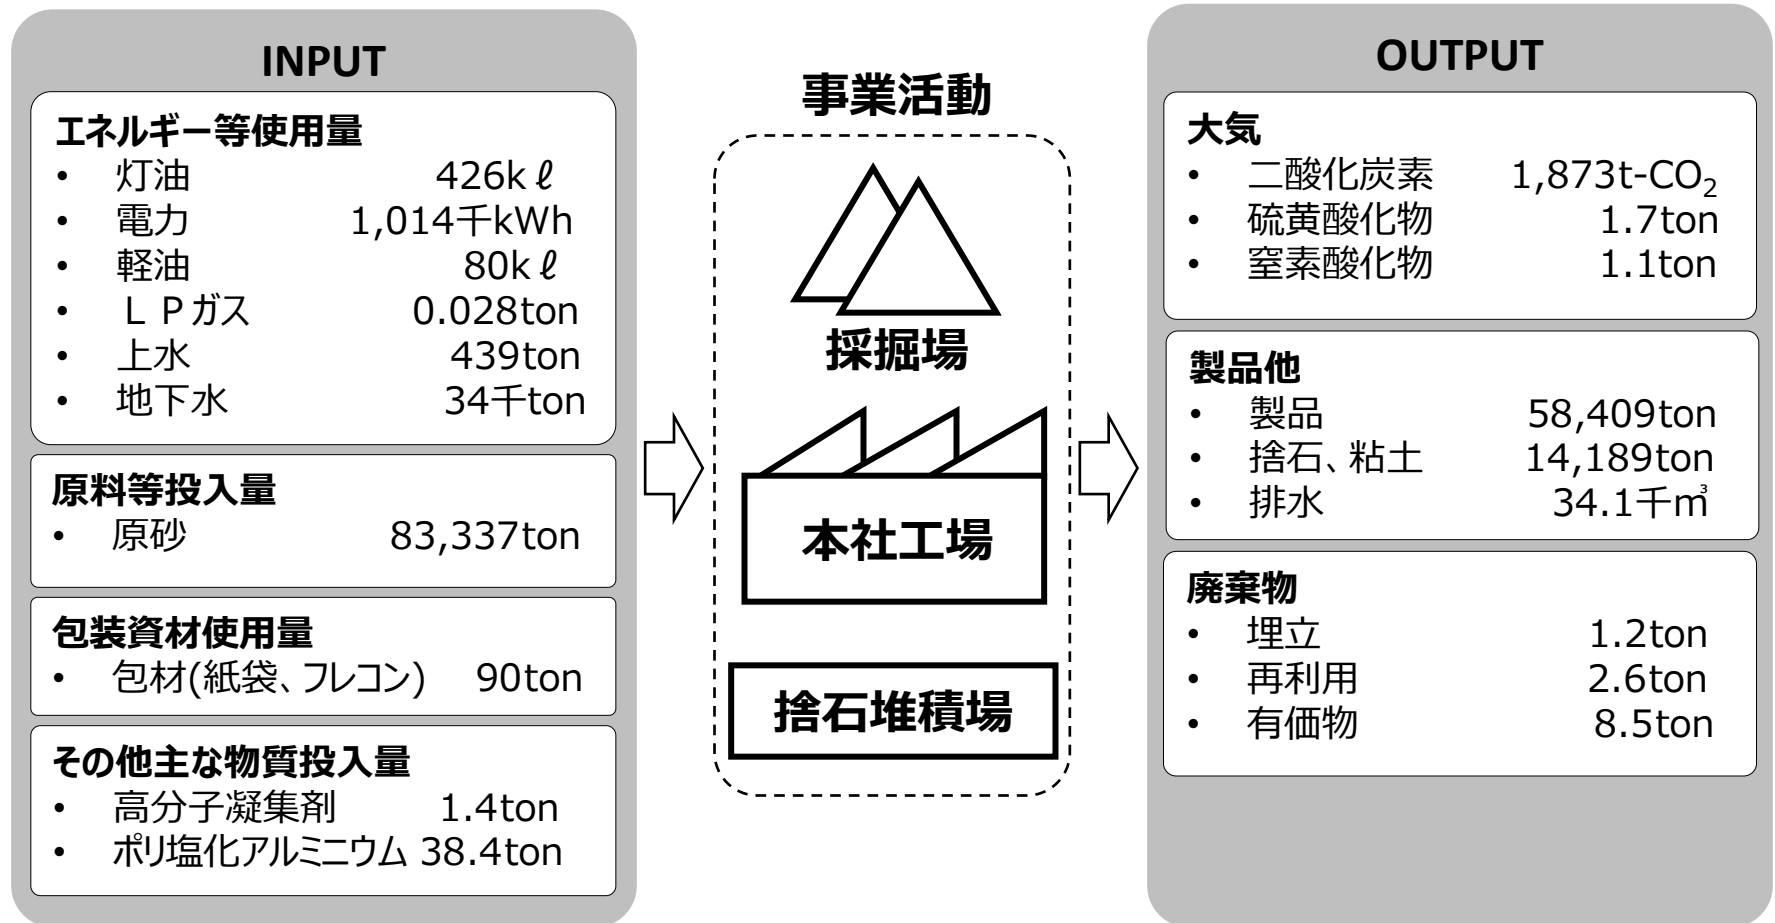 INPUT
エネルギー等使用量
• 灯油 426kℓ
• 電力 1,014千kWh
• 軽油 80kℓ
• ＬＰガス 0.028ton
• 上水 439ton
• 地下水 34千ton
原料等投入量
• 原砂 83,337ton
包装資材使用量
• 包材(紙袋、フレコン) 90ton
その他主な物質投入量
• 高分子凝集剤 1.4ton
• ポリ塩化アルミニウム 38.4ton
事業活動
採掘場
本社工場
捨石堆積場
OUTPUT
大気
• 二酸化炭素 1,873t-CO₂
• 硫黄酸化物 1.7ton
• 窒素酸化物 1.1ton
製品他
• 製品 58,409ton
• 捨石、粘土 14,189ton
• 排水 34.1千㎥
廃棄物
• 埋立 1.2ton
• 再利用 2.6ton
• 有価物 8.5ton